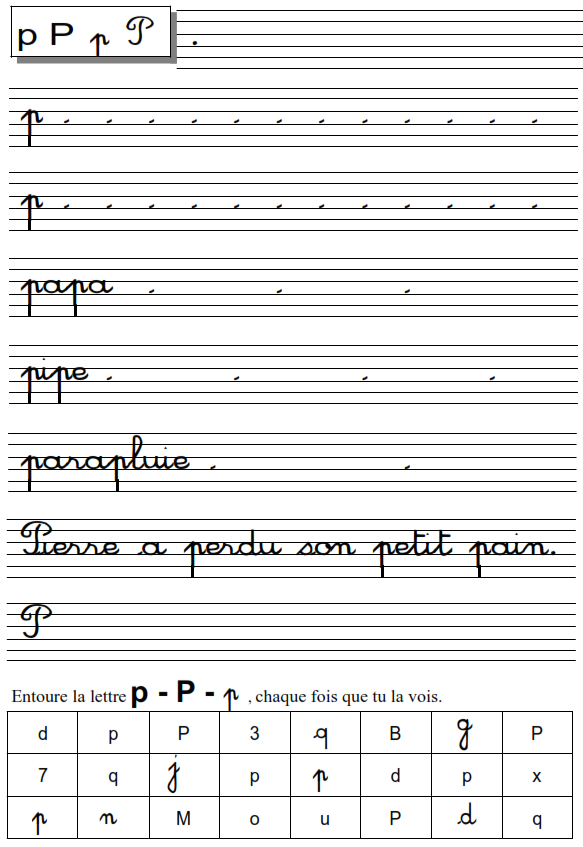 p P p P .
p
p
papa
pipe
parapluie
Pierre a perdu son petit pain.
P
Entoure la lettre p - P - p , chaque fois que tu la vois.
d p P 3 q B g P
7 q j p p d p x
p n M o u P d q